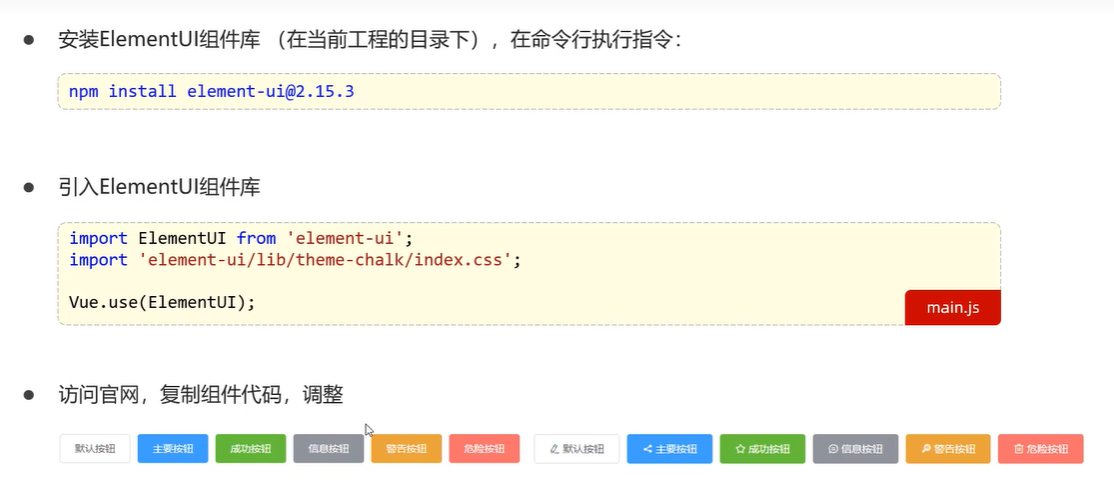 安装ElementUI组件库 （在当前工程的目录下），在命令行执行指令：
npm install element-ui@2.15.3
引入ElementUI组件库
import ElementUI from 'element-ui';
import 'element-ui/lib/theme-chalk/index.css';
Vue.use(ElementUI);
main.js
访问官网，复制组件代码，调整
默认按钮 主要按钮 成功按钮 信息按钮 警告按钮 危险按钮 默认按钮 主要按钮 成功按钮 信息按钮 警告按钮 危险按钮